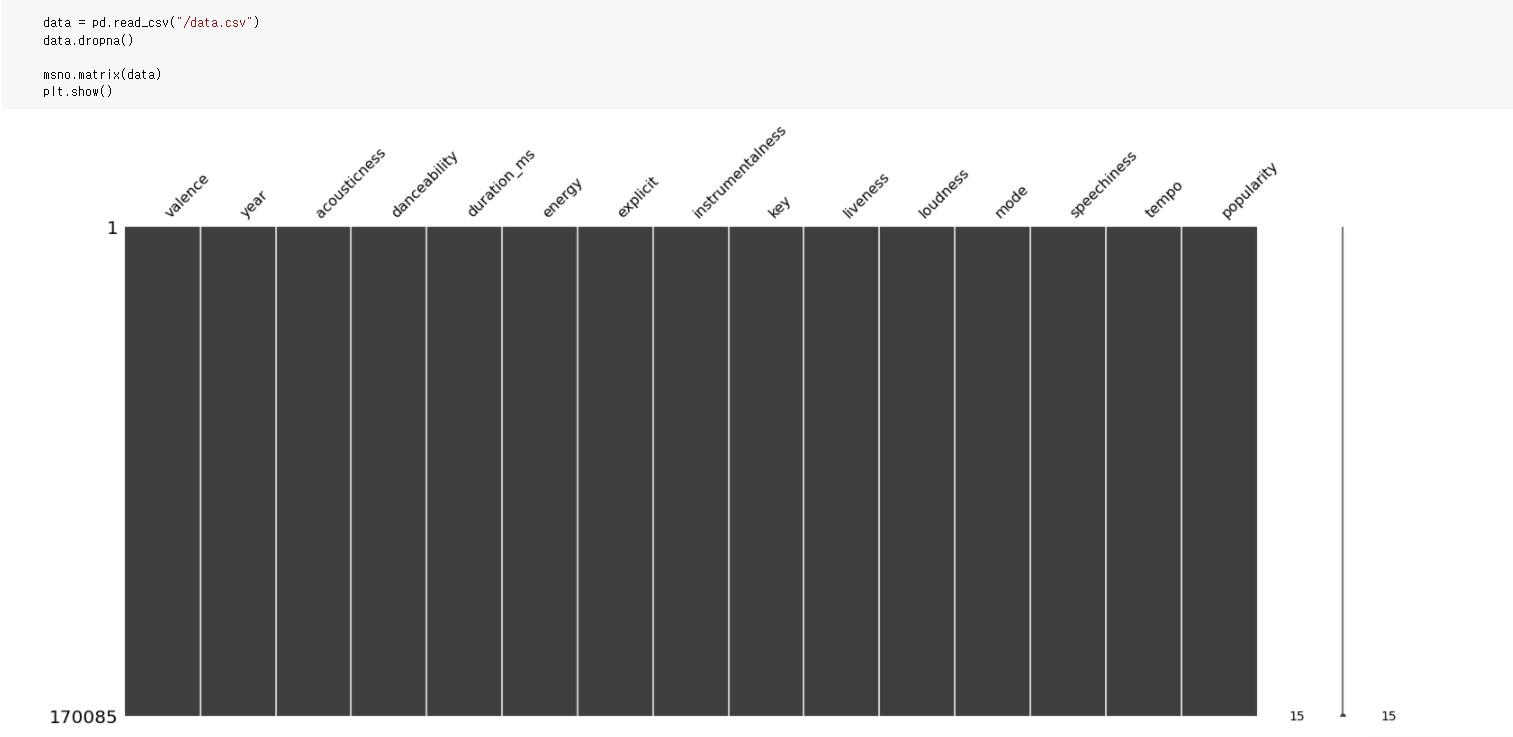 data = pd.read_csv("/data.csv")
data.dropna()
msno.matrix(data)
plt.show()
valence
year
acousticness
danceability
duration_ms
energy
explicit
instrumentalness
key
liveness
loudness
mode
speechiness
tempo
popularity
1
170085
15
15